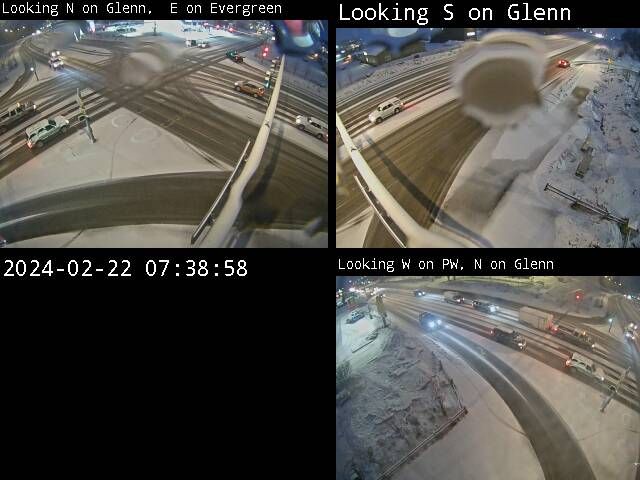 Looking N on Glenn,  E on Evergreen
Looking S on Glenn
2024-02-22 07:38:58
Looking W on PW, N on Glenn